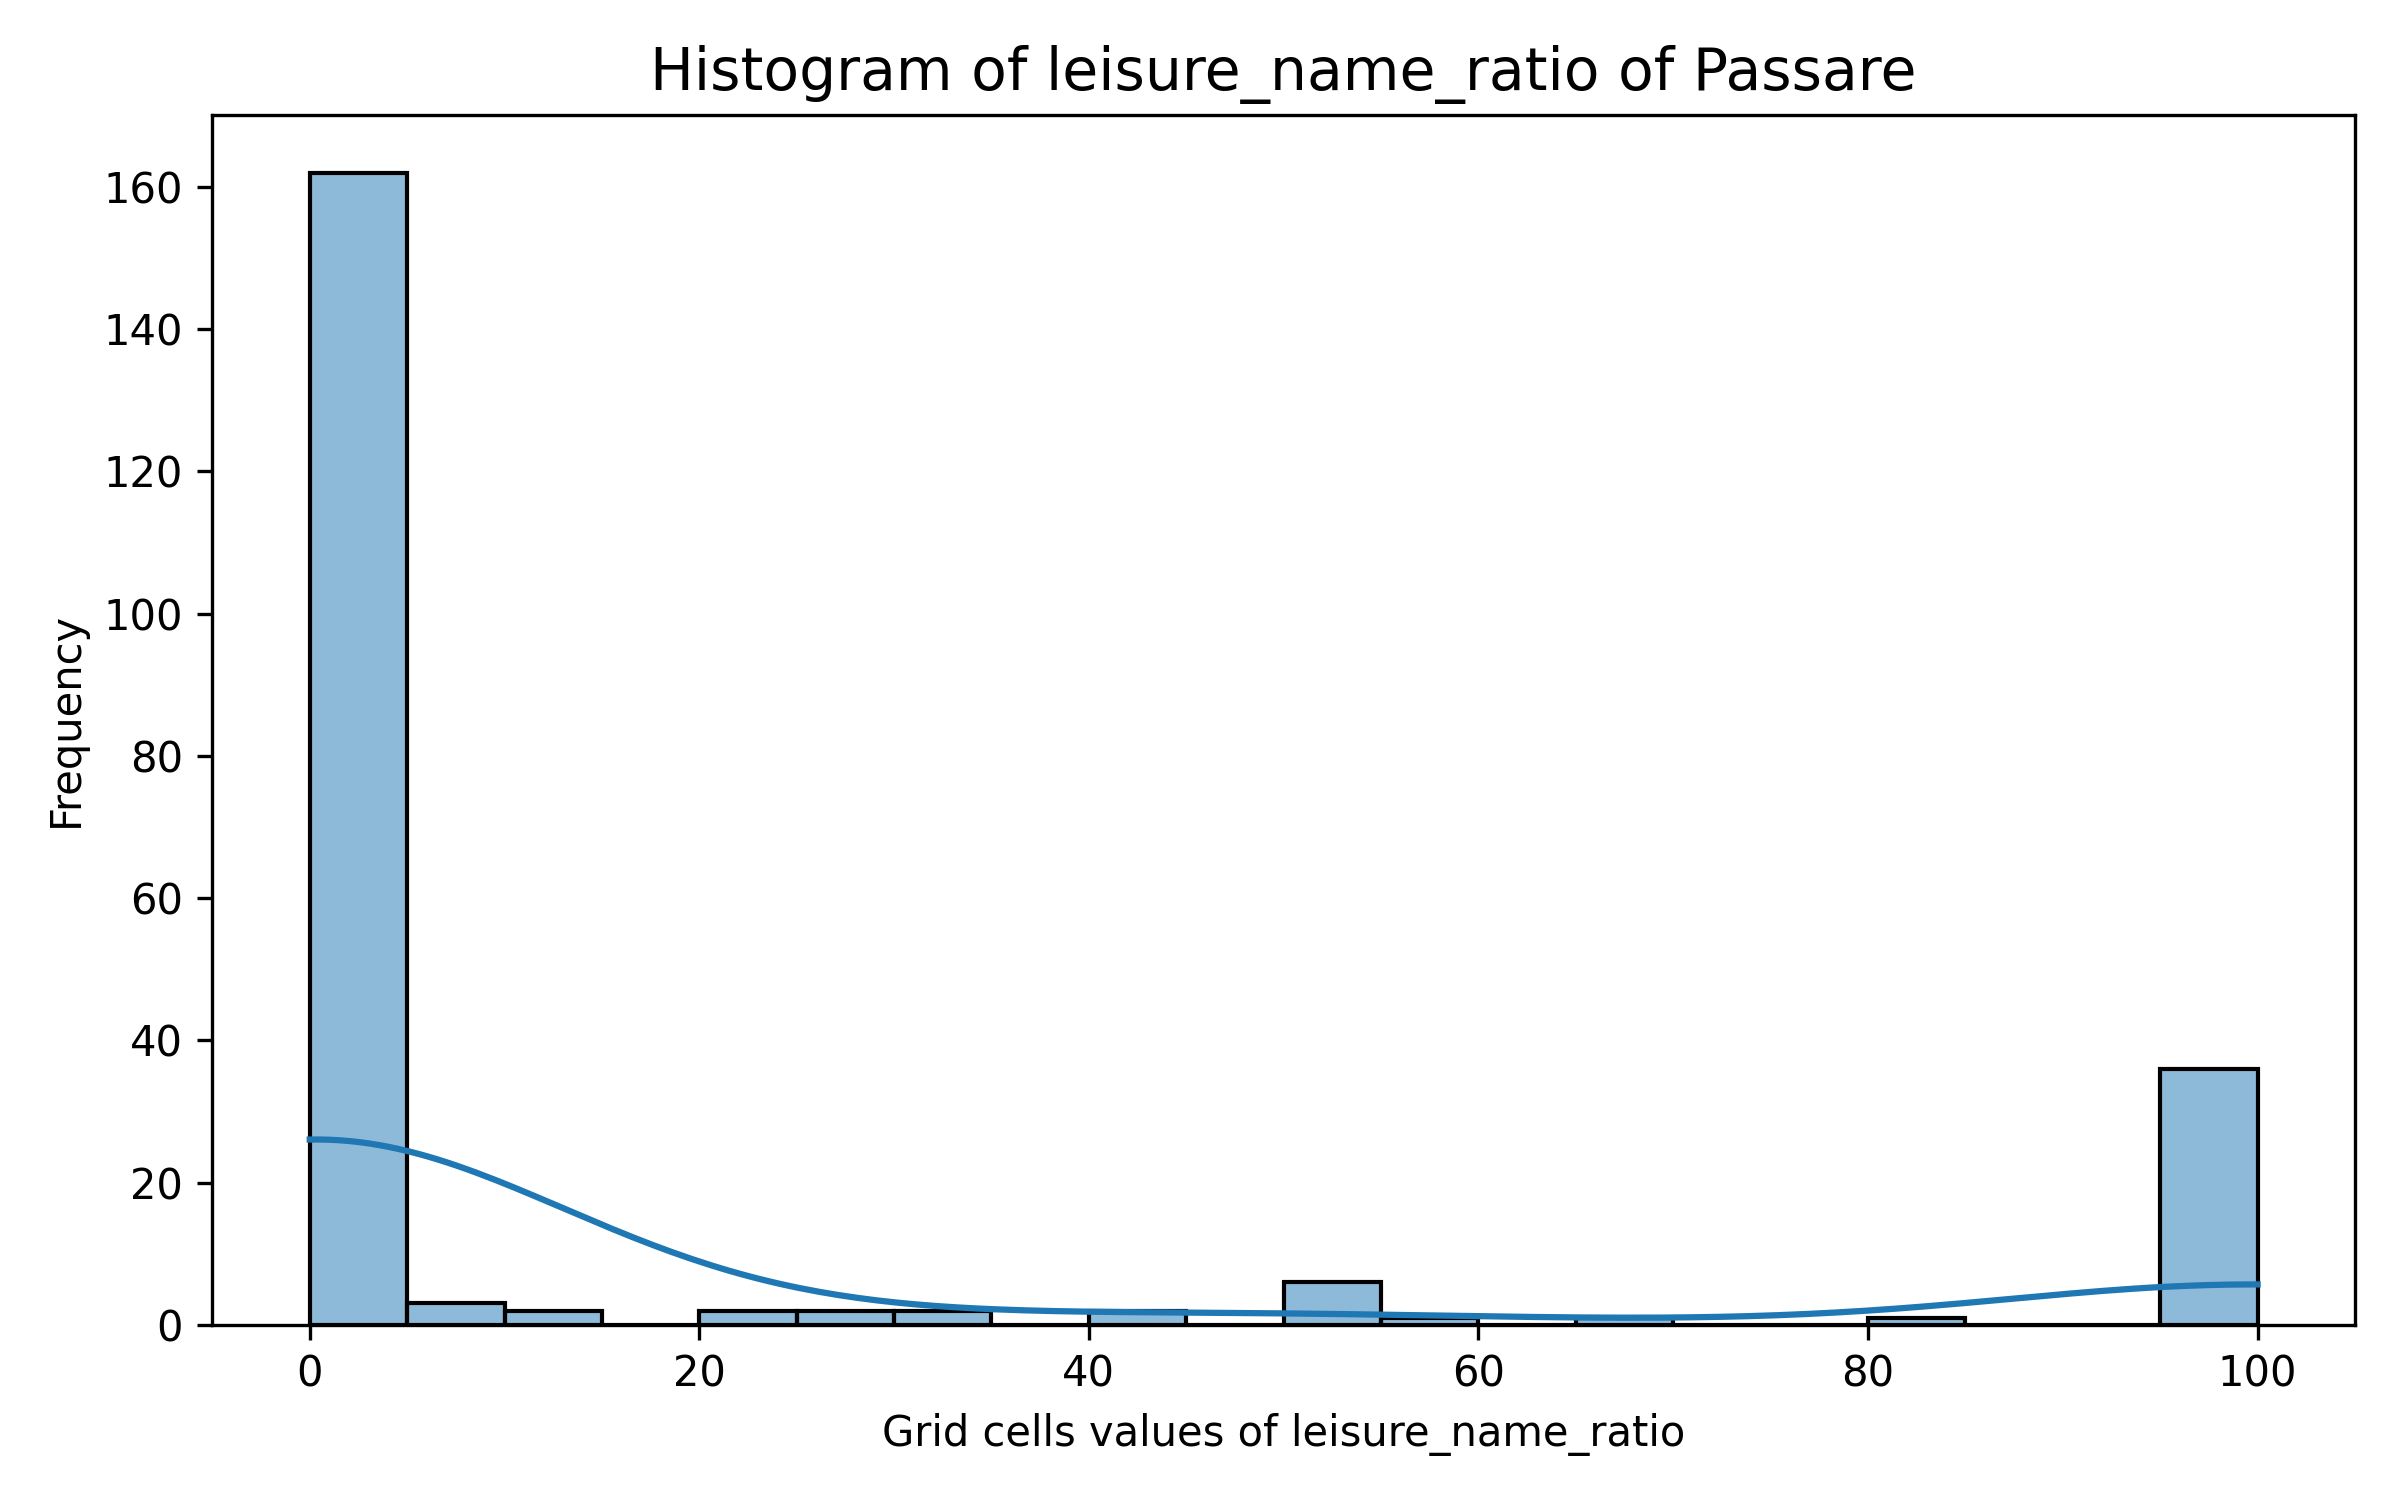 Histogram of leisure_name_ratio of Passare
160
140
120
100
80
60
40
20
0
Frequency
0 20 40 60 80 100
Grid cells values of leisure_name_ratio